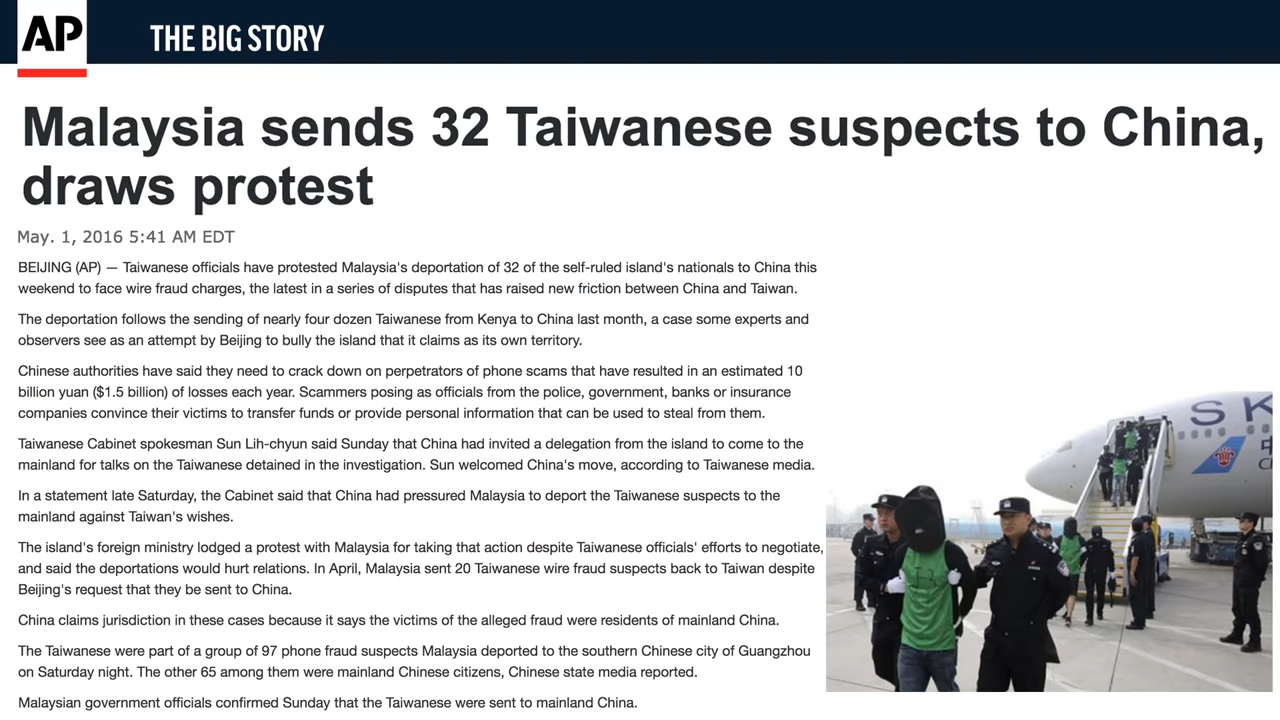 AP
THE BIG STORY
Malaysia sends 32 Taiwanese suspects to China,
draws protest
May. 1, 2016 5:41 AM EDT
BEIJING (AP) — Taiwanese officials have protested Malaysia's deportation of 32 of the self-ruled island's nationals to China this
weekend to face wire fraud charges, the latest in a series of disputes that has raised new friction between China and Taiwan.
The deportation follows the sending of nearly four dozen Taiwanese from Kenya to China last month, a case some experts and
observers see as an attempt by Beijing to bully the island that it claims as its own territory.
Chinese authorities have said they need to crack down on perpetrators of phone scams that have resulted in an estimated 10
billion yuan ($1.5 billion) of losses each year. Scammers posing as officials from the police, government, banks or insurance
companies convince their victims to transfer funds or provide personal information that can be used to steal from them.
Taiwanese Cabinet spokesman Sun Lih-chyun said Sunday that China had invited a delegation from the island to come to the
mainland for talks on the Taiwanese detained in the investigation. Sun welcomed China's move, according to Taiwanese media.
In a statement late Saturday, the Cabinet said that China had pressured Malaysia to deport the Taiwanese suspects to the
mainland against Taiwan's wishes.
The island's foreign ministry lodged a protest with Malaysia for taking that action despite Taiwanese officials' efforts to negotiate,
and said the deportations would hurt relations. In April, Malaysia sent 20 Taiwanese wire fraud suspects back to Taiwan despite
Beijing's request that they be sent to China.
China claims jurisdiction in these cases because it says the victims of the alleged fraud were residents of mainland China.
The Taiwanese were part of a group of 97 phone fraud suspects Malaysia deported to the southern Chinese city of Guangzhou
on Saturday night. The other 65 among them were mainland Chinese citizens, Chinese state media reported.
Malaysian government officials confirmed Sunday that the Taiwanese were sent to mainland China.
SK
中